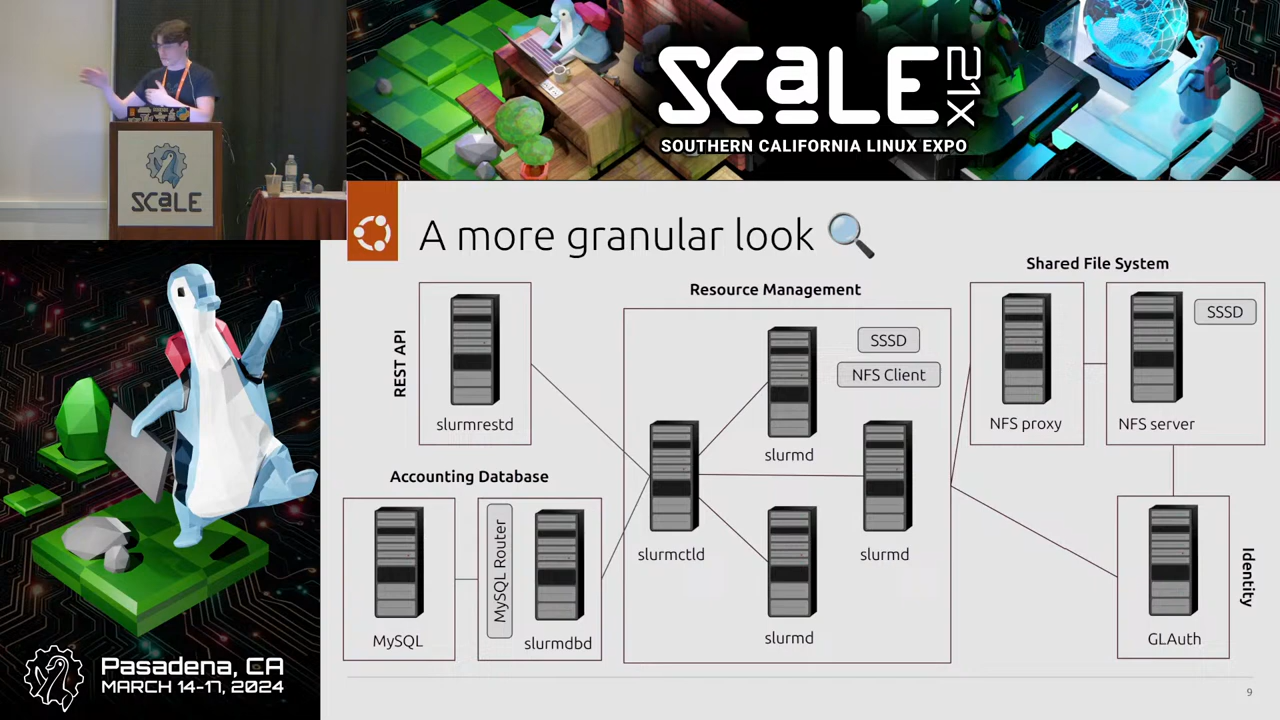 SCaLE 21X
SOUTHERN CALIFORNIA LINUX EXPO
SCaLE
A more granular look
Shared File System
Resource Management
REST API
SSSD
SSSD
NFS Client
slurmrestd
NFS proxy
NFS server
slurmd
Accounting Database
MySQL Router
slurmctld
slurmd
Identity
MySQL
slurmdbd
slurmd
GLAuth
Pasadena, CA
MARCH 14-17, 2024
9